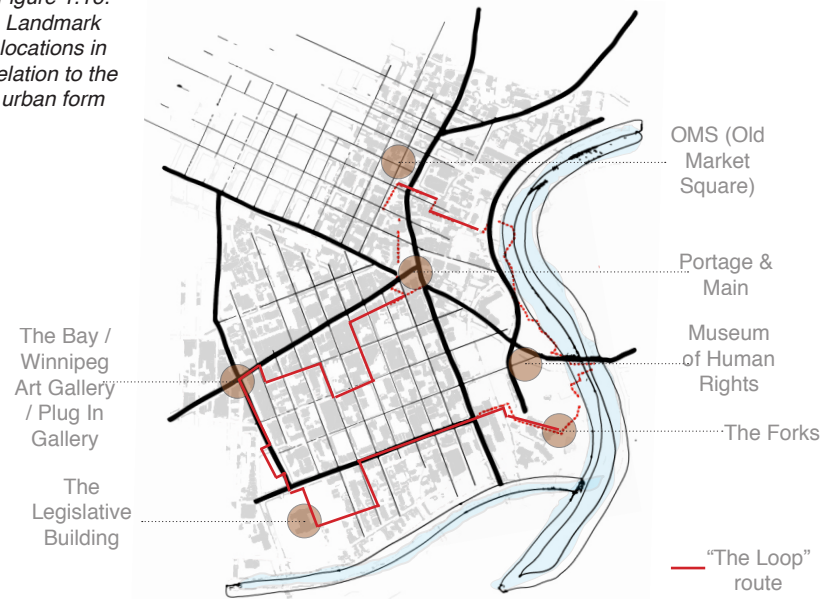 Landmark
locations in
elation to the
urban form
OMS (Old
Market
Square)
Portage &
Main
Museum
of Human
Rights
The Forks
The Bay /
Winnipeg
Art Gallery
/ Plug In
Gallery
The
Legislative
Building
"The Loop"
route